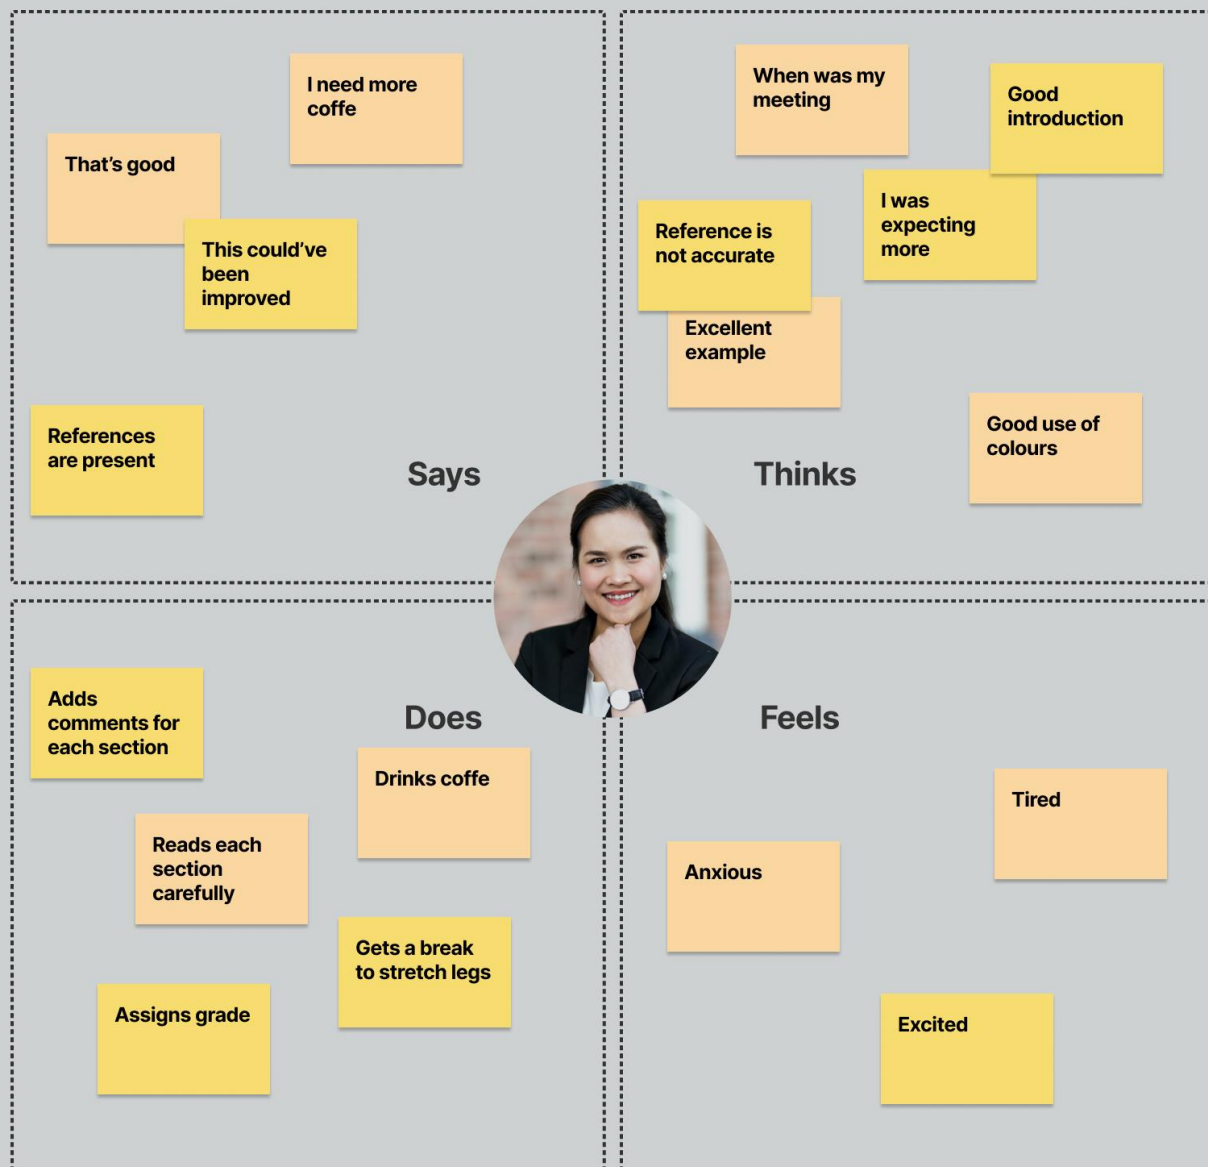 I need more
coffe
That's good
This could've
been
improved
References
are present
Says
When was my
meeting
Good
introduction
I was
expecting
more
Reference is
not accurate
Excellent
example
Good use of
colours
Thinks
Adds
comments for
each section
Does
Drinks coffe
Reads each
section
carefully
Gets a break
to stretch legs
Assigns grade
Feels
Tired
Anxious
Excited